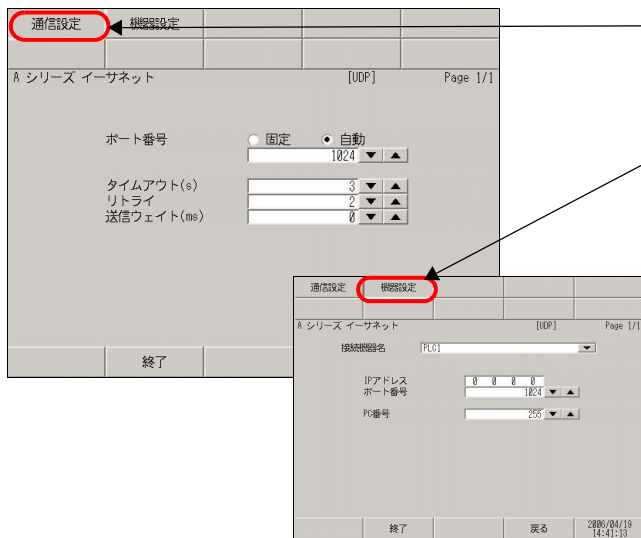 通信設定 機器設定
A シリーズ イーサネット [UDP] Page 1/1
ポート番号 固定 自動
1024
タイムアウト(s) 3
リトライ 2
送信ウェイト(ms) 0
終了
通信設定 機器設定
A シリーズ イーサネット [UDP] Page 1/1
接続機器名 PLC1
IPアドレス 0 0 0 0
ポート番号 1024
PC番号 255
終了 戻る 2006/04/19
14:41:13